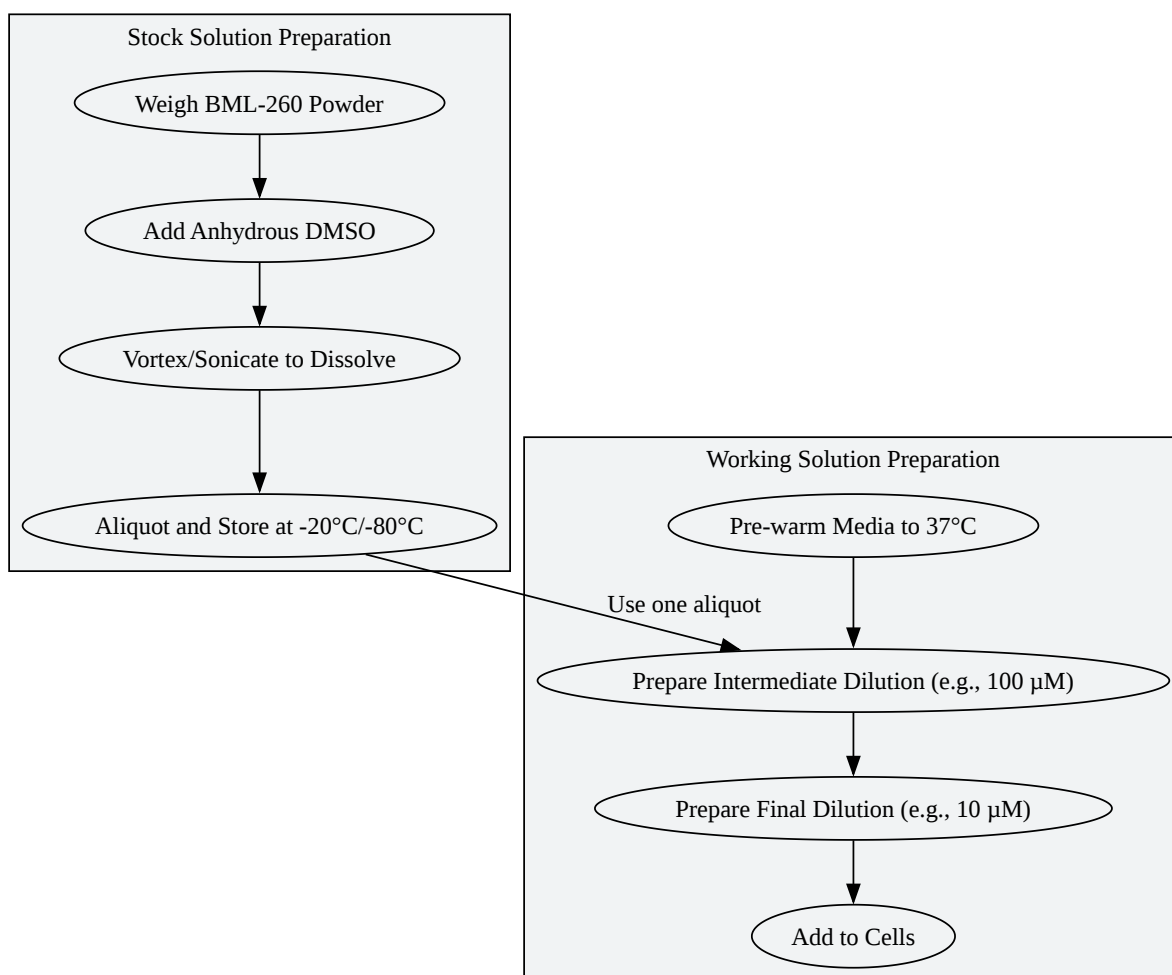 Stock Solution Preparation
Weigh BML-260 Powder
Add Anhydrous DMSO
Vortex/Sonicate to Dissolve
Aliquot and Store at -20°C/-80°C
Use one aliquot
Working Solution Preparation
Pre-warm Media to 37°C
Prepare Intermediate Dilution (e.g., 100 µM)
Prepare Final Dilution (e.g., 10 µM)
Add to Cells